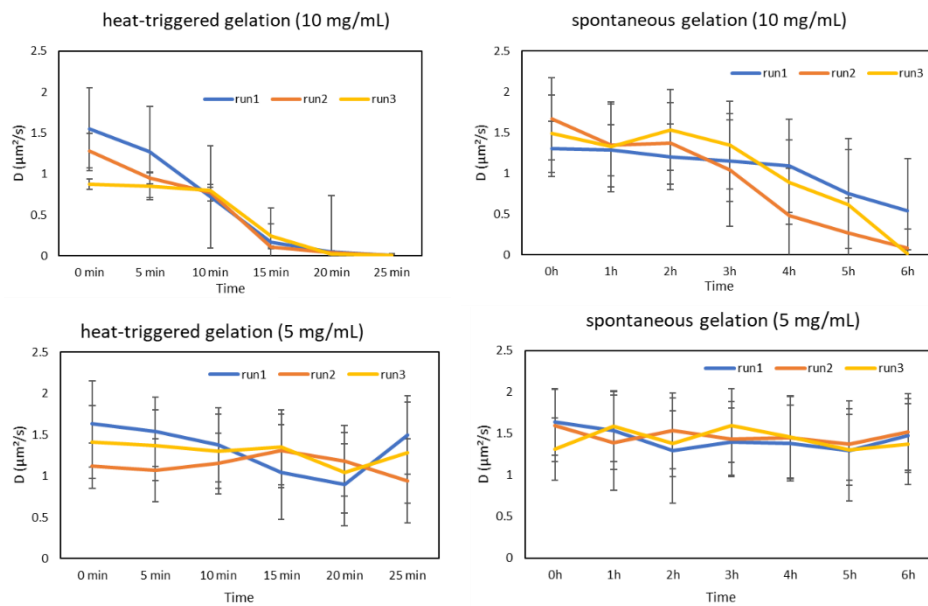 heat-triggered gelation (10 mg/mL)
2.5
2
1.5
1
0.5
0
D (µm²/s)
run1 run2 run3
0 min 5 min 10 min 15 min 20 min 25 min
Time
spontaneous gelation (10 mg/mL)
2.5
2
1.5
1
0.5
0
D (µm²/s)
run1 run2 run3
0h 1h 2h 3h 4h 5h 6h
Time
heat-triggered gelation (5 mg/mL)
2.5
2
1.5
1
0.5
0
D (µm²/s)
run1 run2 run3
0 min 5 min 10 min 15 min 20 min 25 min
Time
spontaneous gelation (5 mg/mL)
2.5
2
1.5
1
0.5
0
D (µm²/s)
run1 run2 run3
0h 1h 2h 3h 4h 5h 6h
Time